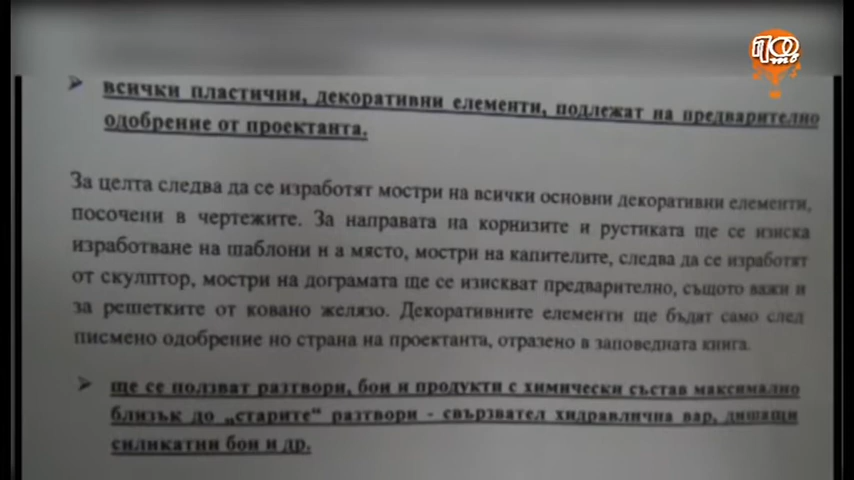 всички пластични, декоративни елементи, подлежат на предварително
одобрение от проектанта.
За целта следва да се изработят мостри на всички основни декоративни елементи,
посочени в чертежите. За направата на корнизите и рустиката ще се изиска
изработване на шаблони н а място, мостри на капителите, следва да се изработят
от скулптор, мостри на дограмата ще се изискват предварително, същото важи и
за решетките от ковано желязо. Декоративните елементи ще бъдат само след
писмено одобрение но страна на проектанта, отразено в заповедната книга.
ще се ползват разтвори, бои и продукти с химически състав максимално
близък до „старите“ разтвори - свързвател хидравлична вар, дишащи
силикатни бои и др.